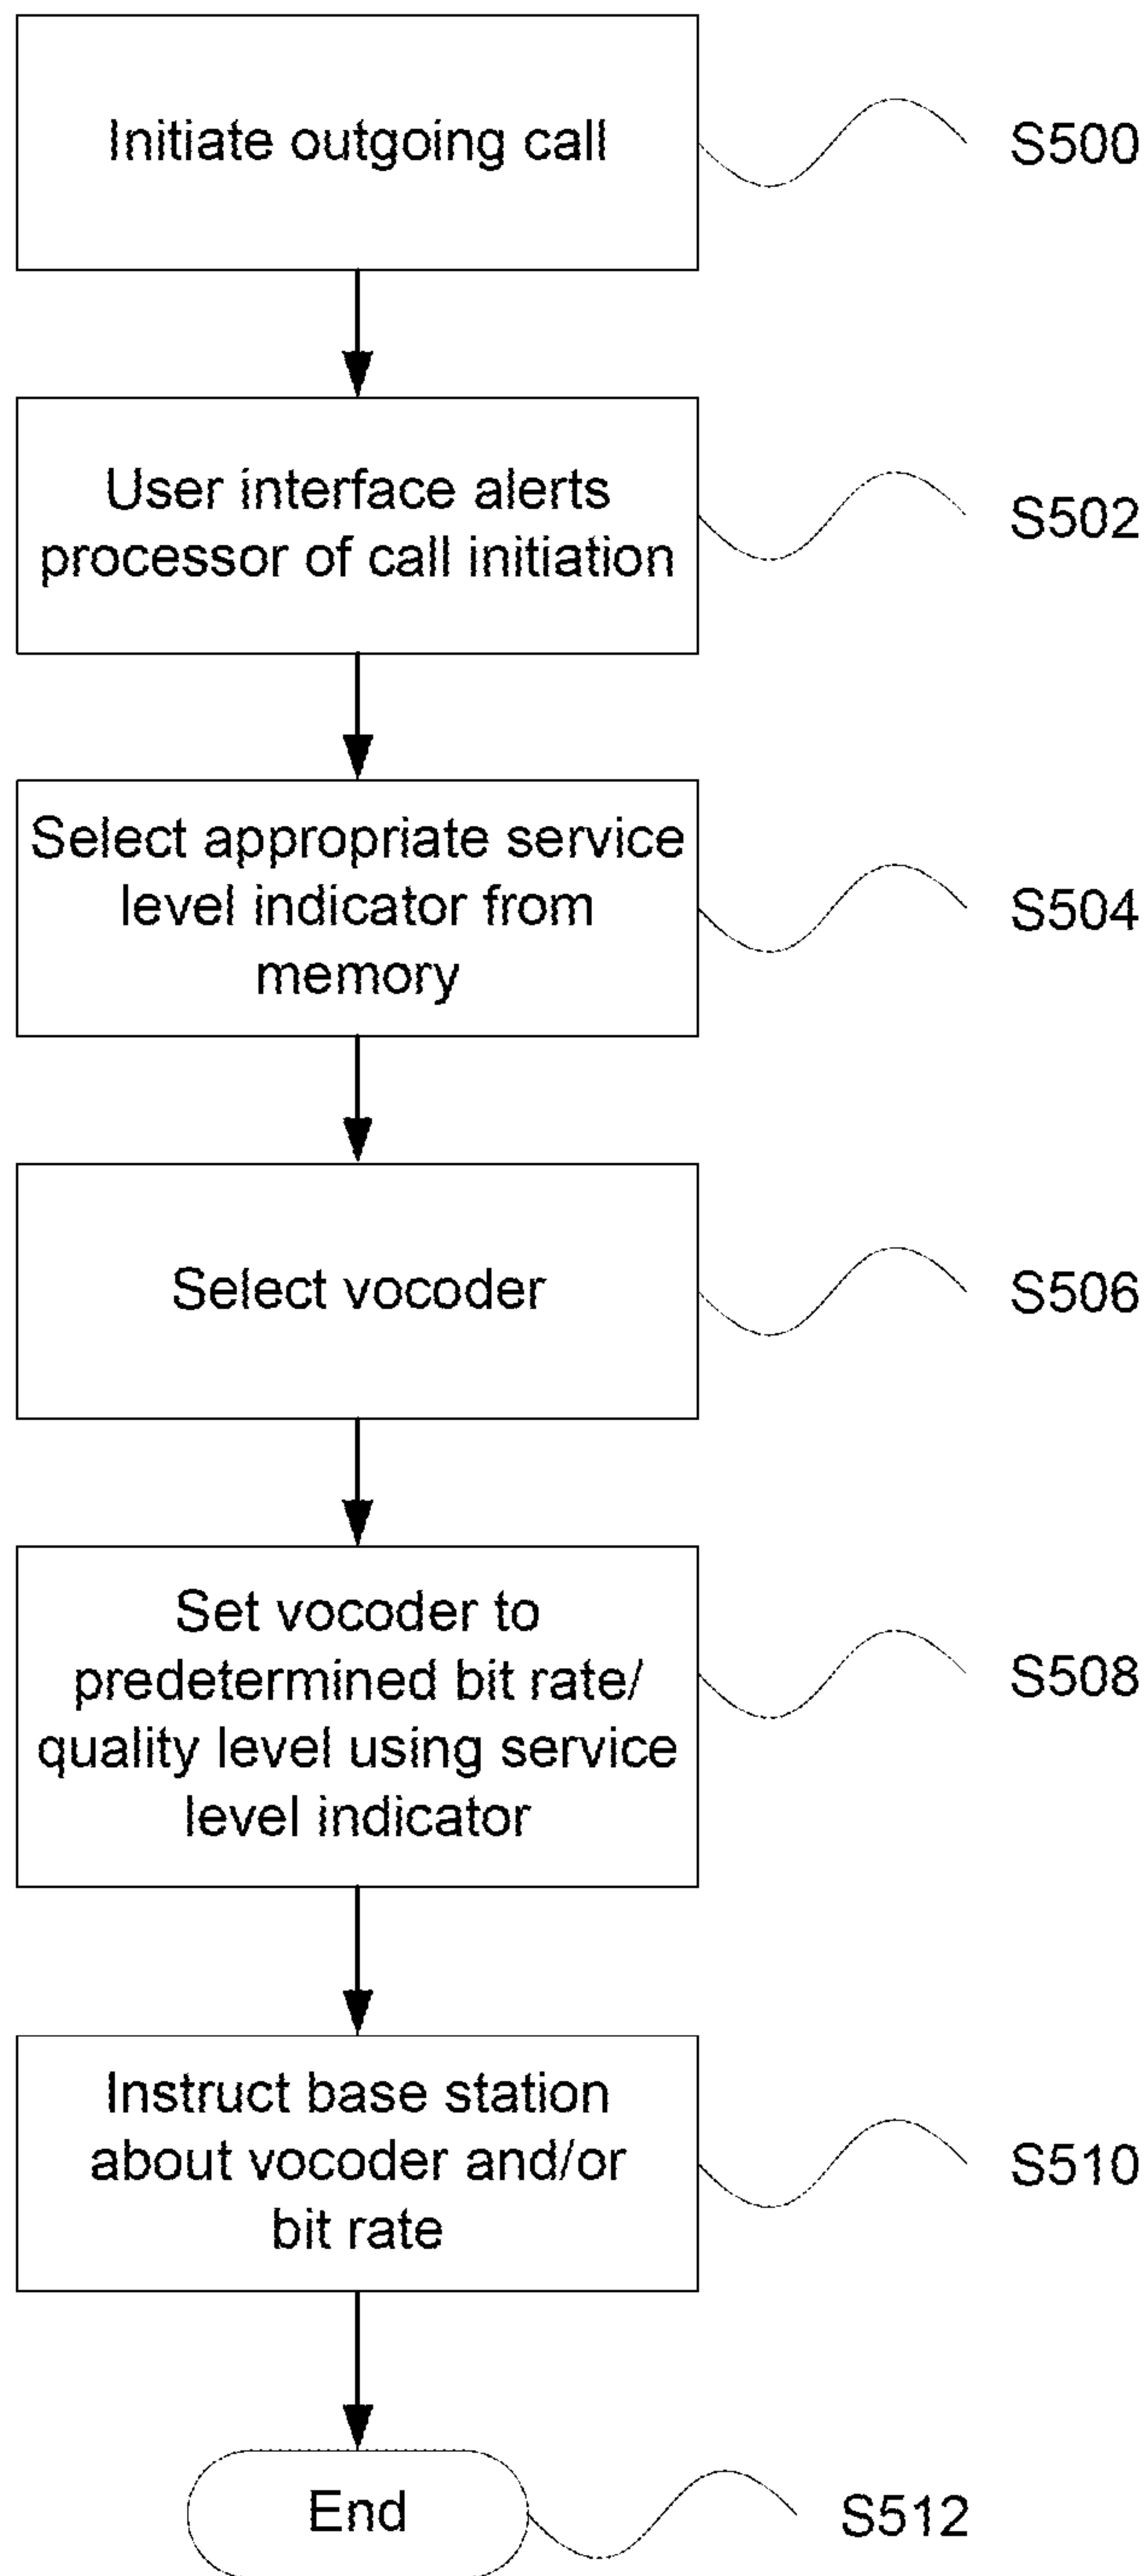 Initiate outgoing call
S500
User interface alerts
processor of call initiation
S502
Select appropriate service
level indicator from
memory
S504
Select vocoder
S506
Set vocoder to
predetermined bit rate/
quality level using service
level indicator
S508
Instruct base station
about vocoder and/or
bit rate
S510
End
S512